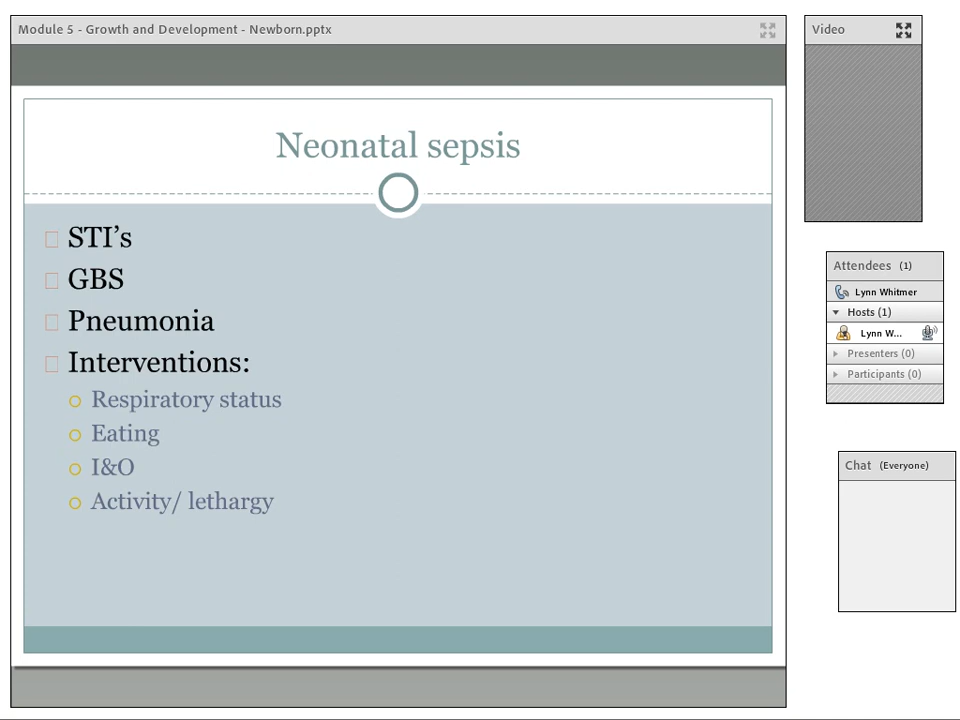 Module 5 - Growth and Development - Newborn.pptx
Neonatal sepsis
STI’s
GBS
Pneumonia
Interventions:
Respiratory status
Eating
I&O
Activity/ lethargy
Video
Attendees (1)
Lynn Whitmer
Hosts (1)
Lynn W...
Presenters (0)
Participants (0)
Chat (Everyone)